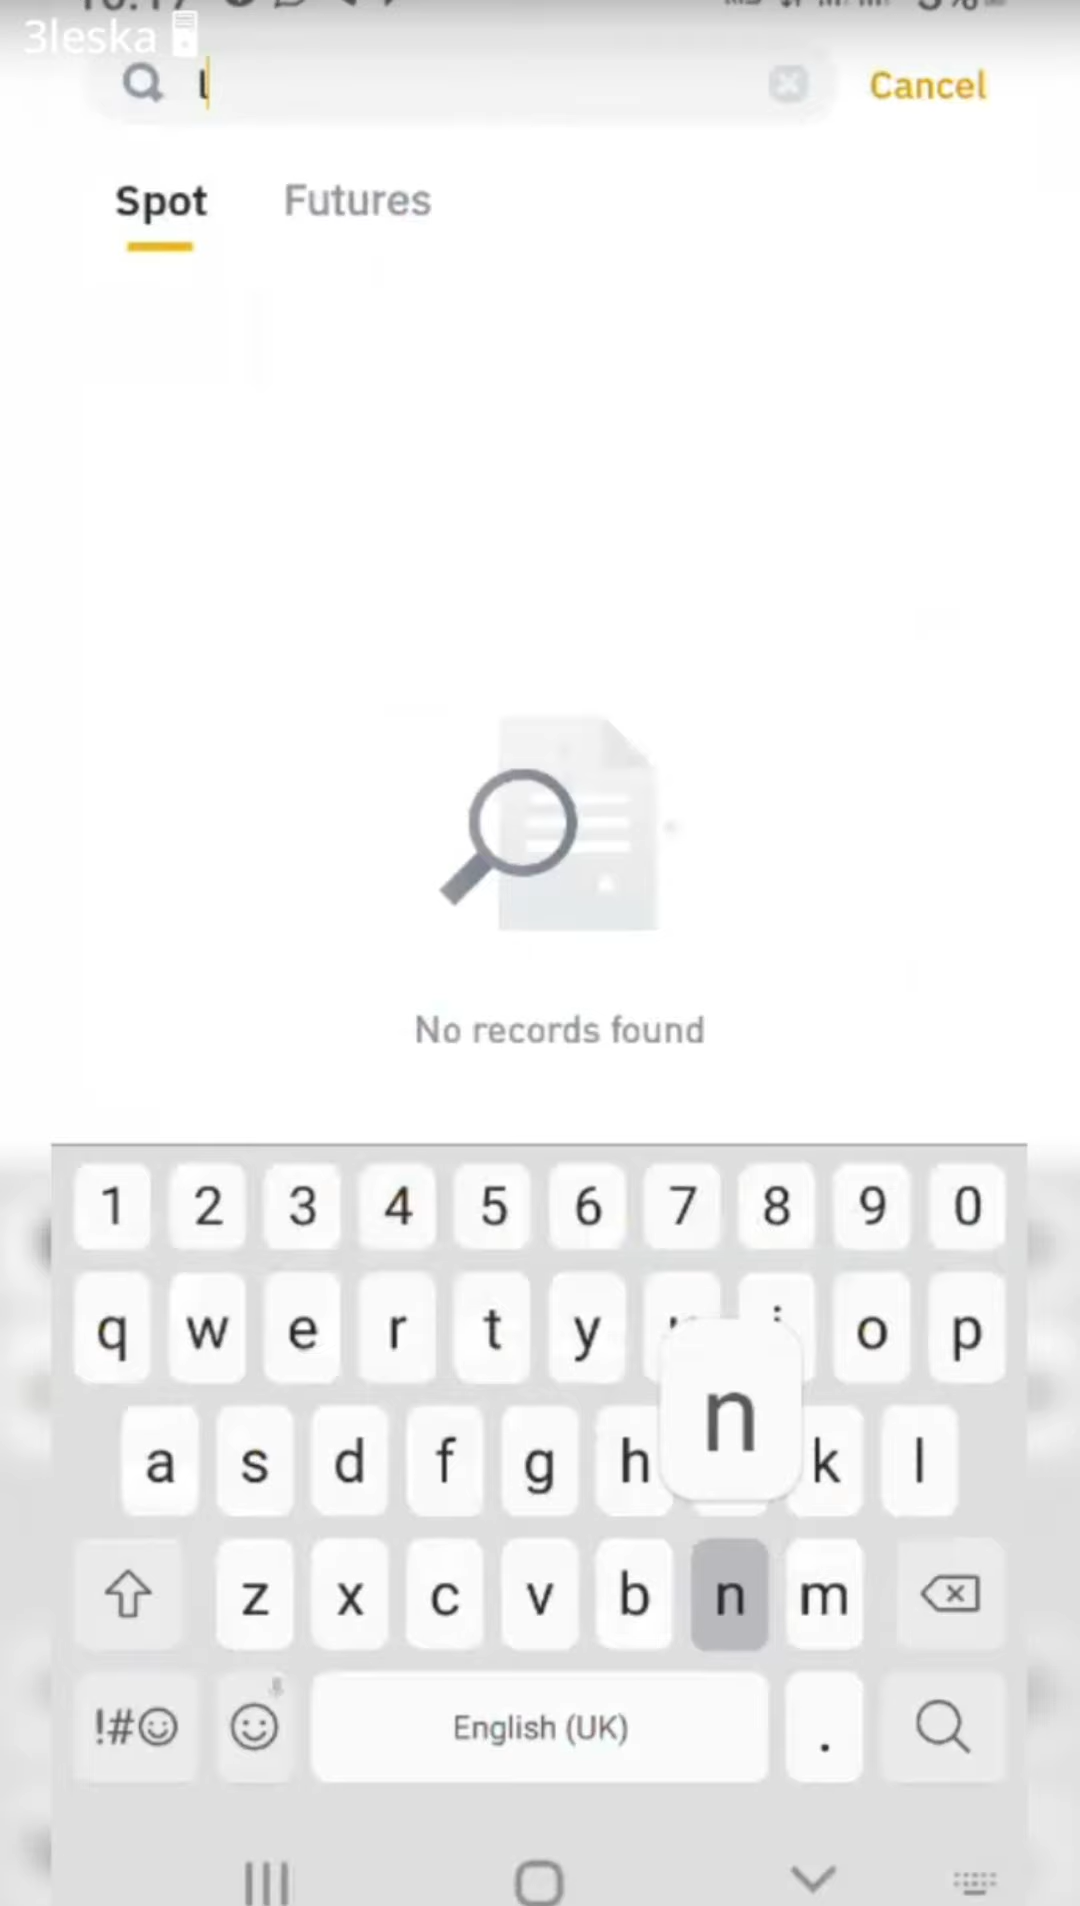 3leska
l
Cancel
Spot
Futures
No records found
1 2 3 4 5 6 7 8 9 0
q w e r t y o p
a s d f g h n k l
z x c v b n m
!#
English (UK)
.